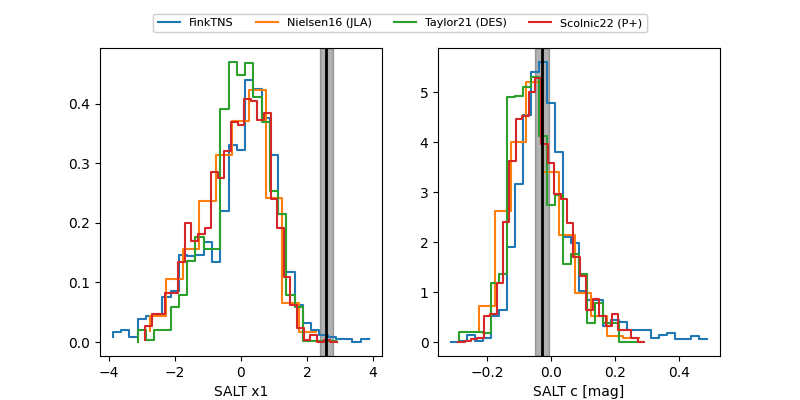 FinkTNS Nielsen16 (JLA) Taylor21 (DES) Scolnic22 (P+)
0.4
0.3
0.2
0.1
0.0
−4 −2 0 2 4
SALT x1
5
4
3
2
1
0
−0.2 0.0 0.2 0.4
SALT c [mag]